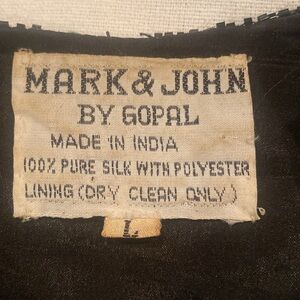 MARK & JOHN
BY GOPAL
MADE IN INDIA
100% PURE SILK WITH POLYESTER
LINING (DRY CLEAN ONLY)
L